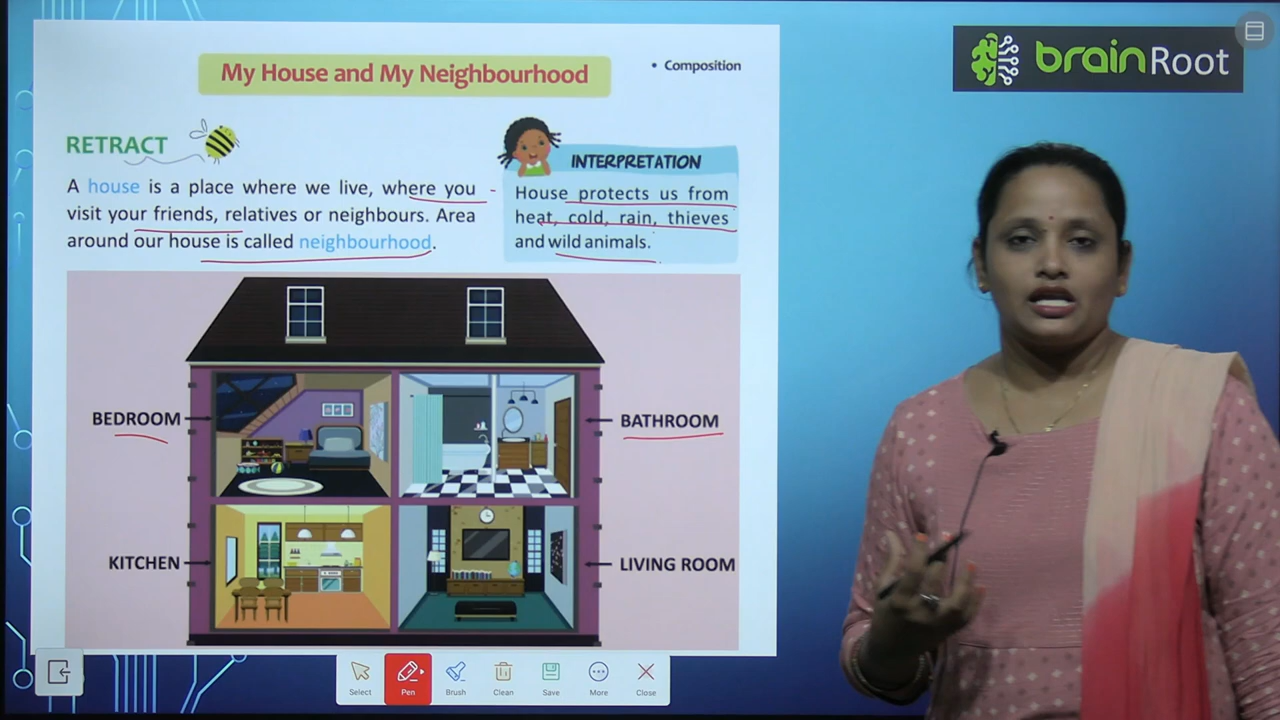 My House and My Neighbourhood
• Composition
brainRoot
RETRACT
A house is a place where we live, where you
visit your friends, relatives or neighbours. Area
around our house is called neighbourhood.
INTERPRETATION
House protects us from
heat, cold, rain, thieves
and wild animals.
BEDROOM
BATHROOM
KITCHEN
LIVING ROOM
Select
Pen
Brush
Clean
Save
More
Close